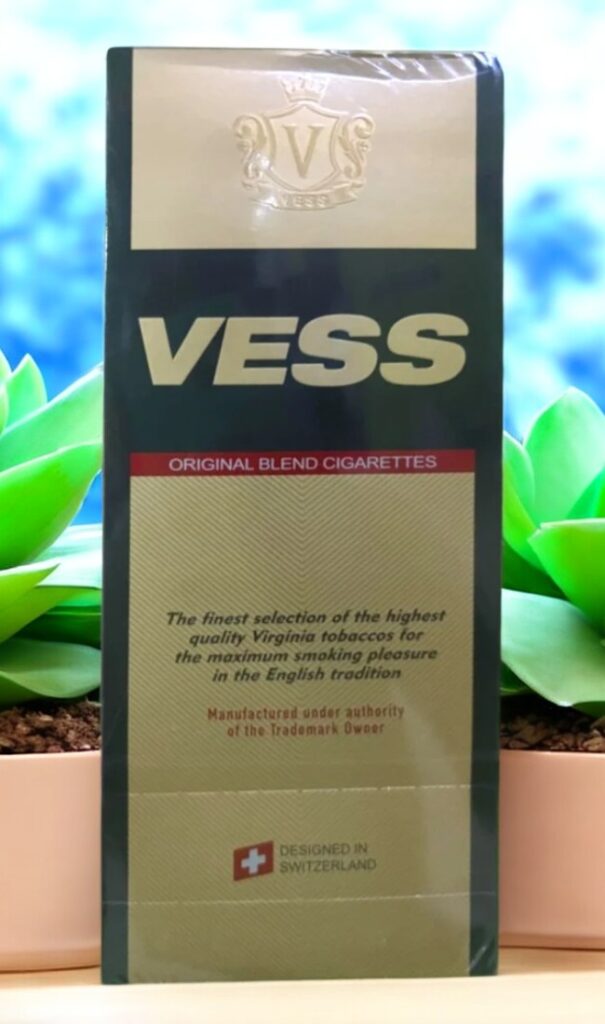 V
VESS
VESS
ORIGINAL BLEND CIGARETTES
The finest selection of the highest
quality Virginia tobaccos for
the maximum smoking pleasure
in the English tradition
Manufactured under authority
of the Trademark Owner
DESIGNED IN
SWITZERLAND